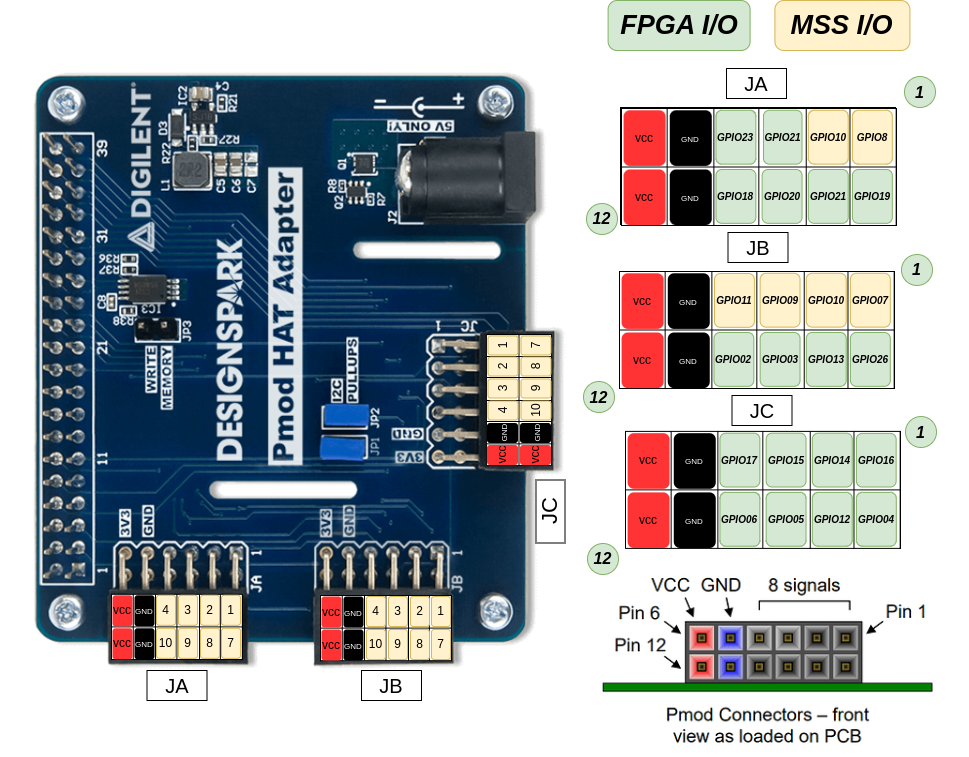 FPGA I/O
MSS I/O
JA
1
VCC GND GPIO23 GPIO21 GPIO10 GPIO8
VCC GND GPIO18 GPIO20 GPIO21 GPIO19
12
JB
1
VCC GND GPIO11 GPIO09 GPIO10 GPIO07
VCC GND GPIO02 GPIO03 GPIO13 GPIO26
12
JC
1
VCC GND GPIO17 GPIO15 GPIO14 GPIO16
VCC GND GPIO06 GPIO05 GPIO12 GPIO04
12
VCC GND 8 signals
Pin 6
Pin 1
Pin 12
Pmod Connectors – front
view as loaded on PCB
DIGILENT
DESIGNSPARK
Pmod HAT Adapter
IC2
R21
D3
R22
R27
L1
2R2
C5
C6
C7
- +
5V ONLY!
Q1
R8
Q2
R7
J2
39
31
21
11
1
R36
R37
C8
IC3
R38
JP3
WRITE
MEMORY
I2C
PULLUPS
JP2
JP1
JC
1
GND
3V3
1 7
2 8
3 9
4 10
GND GND
VCC VCC
JC
3V3
GND
1
JA
VCC GND 4 3 2 1
VCC GND 10 9 8 7
JA
3V3
GND
1
JB
VCC GND 4 3 2 1
VCC GND 10 9 8 7
JB